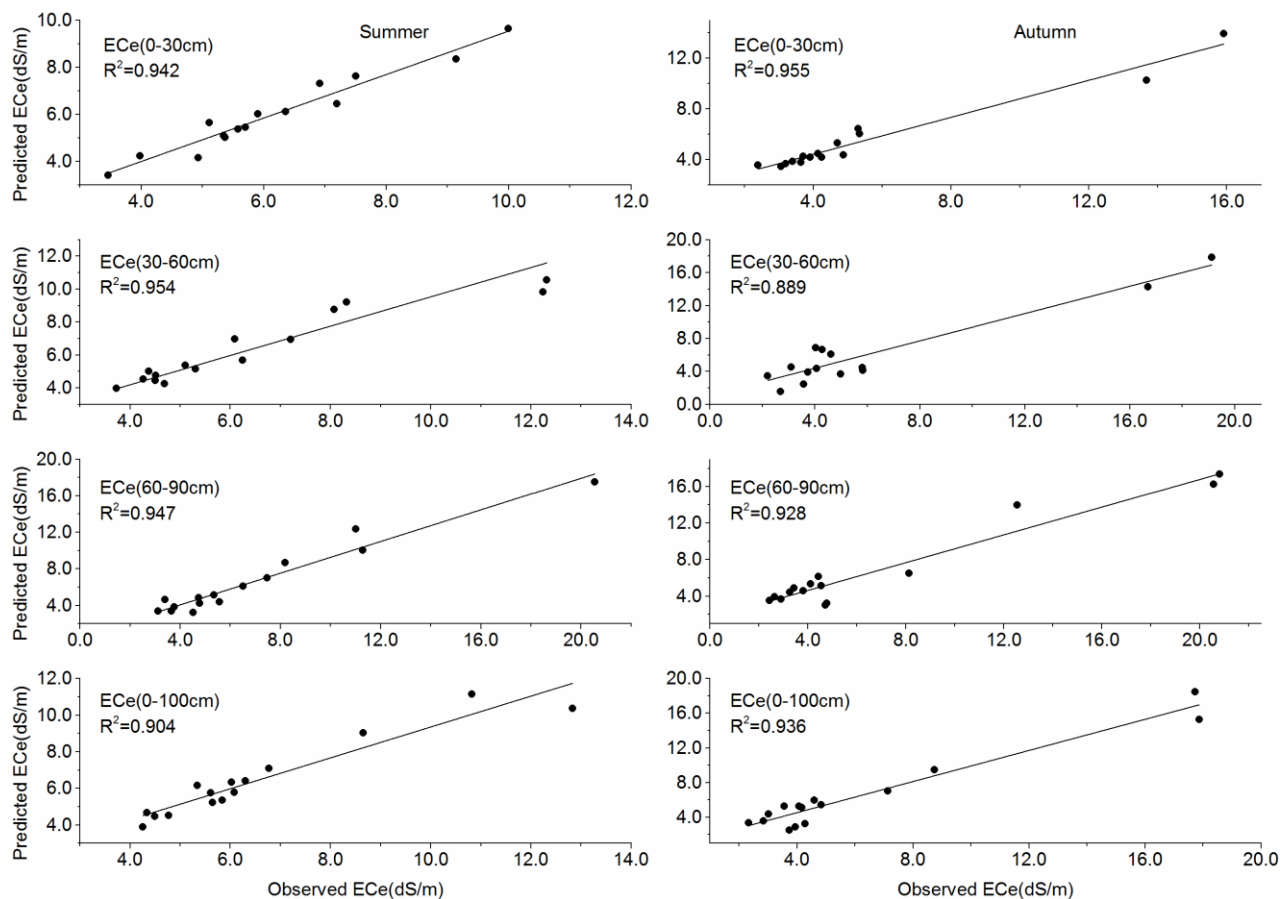 Summer
Autumn
Predicted ECe(dS/m)
ECe(0-30cm)
R²=0.942
10.0
8.0
6.0
4.0
4.0 6.0 8.0 10.0 12.0
ECe(0-30cm)
R²=0.955
12.0
8.0
4.0
4.0 8.0 12.0 16.0
Predicted ECe(dS/m)
ECe(30-60cm)
R²=0.954
12.0
10.0
8.0
6.0
4.0
4.0 6.0 8.0 10.0 12.0 14.0
ECe(30-60cm)
R²=0.889
20.0
16.0
12.0
8.0
4.0
0.0
0.0 4.0 8.0 12.0 16.0 20.0
Predicted ECe(dS/m)
ECe(60-90cm)
R²=0.947
20.0
16.0
12.0
8.0
4.0
0.0 4.0 8.0 12.0 16.0 20.0
ECe(60-90cm)
R²=0.928
16.0
12.0
8.0
4.0
0.0 4.0 8.0 12.0 16.0 20.0
Predicted ECe(dS/m)
ECe(0-100cm)
R²=0.904
12.0
10.0
8.0
6.0
4.0
4.0 6.0 8.0 10.0 12.0 14.0
Observed ECe(dS/m)
ECe(0-100cm)
R²=0.936
20.0
16.0
12.0
8.0
4.0
4.0 8.0 12.0 16.0 20.0
Observed ECe(dS/m)